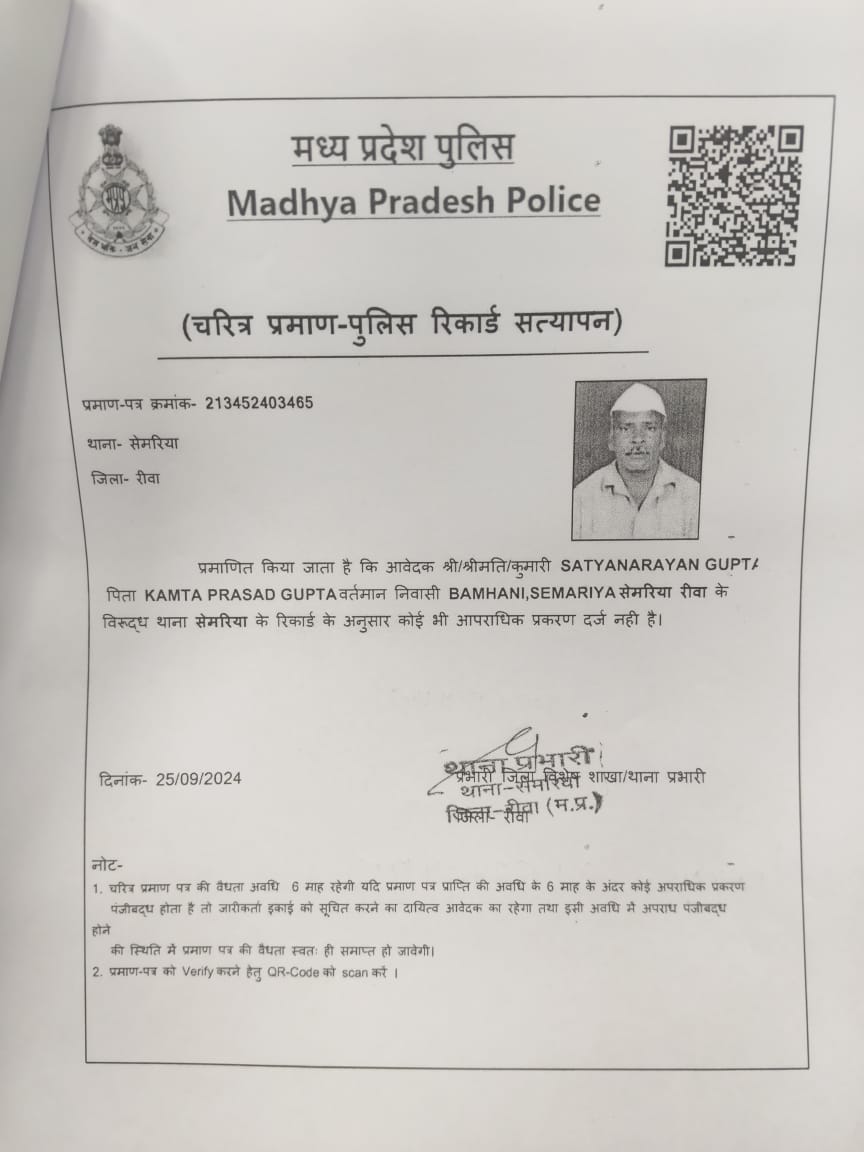 मध्य प्रदेश पुलिस
Madhya Pradesh Police
(चरित्र प्रमाण-पुलिस रिकार्ड सत्यापन)
प्रमाण-पत्र क्रमांक- 213452403465
थाना- सेमरिया
जिला- रीवा
प्रमाणित किया जाता है कि आवेदक श्री/श्रीमति/कुमारी SATYANARAYAN GUPTA
पिता KAMTA PRASAD GUPTA वर्तमान निवासी BAMHANI,SEMARIYA सेमरिया रीवा के
विरूद्ध थाना सेमरिया के रिकार्ड के अनुसार कोई भी आपराधिक प्रकरण दर्ज नही है।
थाना प्रभारी
दिनांक- 25/09/2024
प्रभारी जिला विशेष शाखा/थाना प्रभारी
थाना-सेमरिया
जिला-रीवा (म.प्र.)
जिला- रीवा
नोट-
1. चरित्र प्रमाण पत्र की वैधता अवधि 6 माह रहेगी यदि प्रमाण पत्र प्राप्ति की अवधि के 6 माह के अंदर कोई अपराधिक प्रकरण
पंजीबद्ध होता है तो जारीकर्ता इकाई को सूचित करने का दायित्व आवेदक का रहेगा तथा इसी अवधि में अपराध पंजीबद्ध
होने
की स्थिति में प्रमाण पत्र की वैधता स्वतः ही समाप्त हो जावेगी।
2. प्रमाण-पत्र को Verify करने हेतु QR-Code को scan करें ।